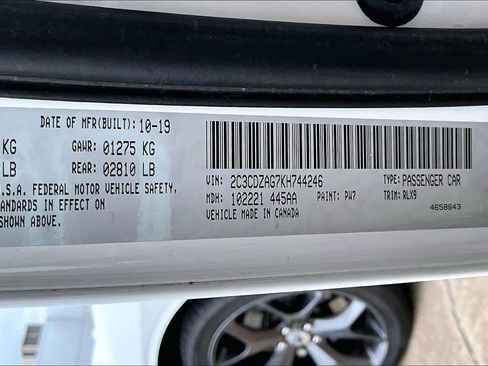 DATE OF MFR(BUILT): 10-19
KG GAWR: 01275 KG
LB REAR: 02810 LB
U.S.A. FEDERAL MOTOR VEHICLE SAFETY,
STANDARDS IN EFFECT ON
SHOWN ABOVE.
VIN: 2C3CDZAG7KH744246 TYPE: PASSENGER CAR
MDH: 102221 445AA PAINT: PW7 TRIM: RLX9
VEHICLE MADE IN CANADA 4658843